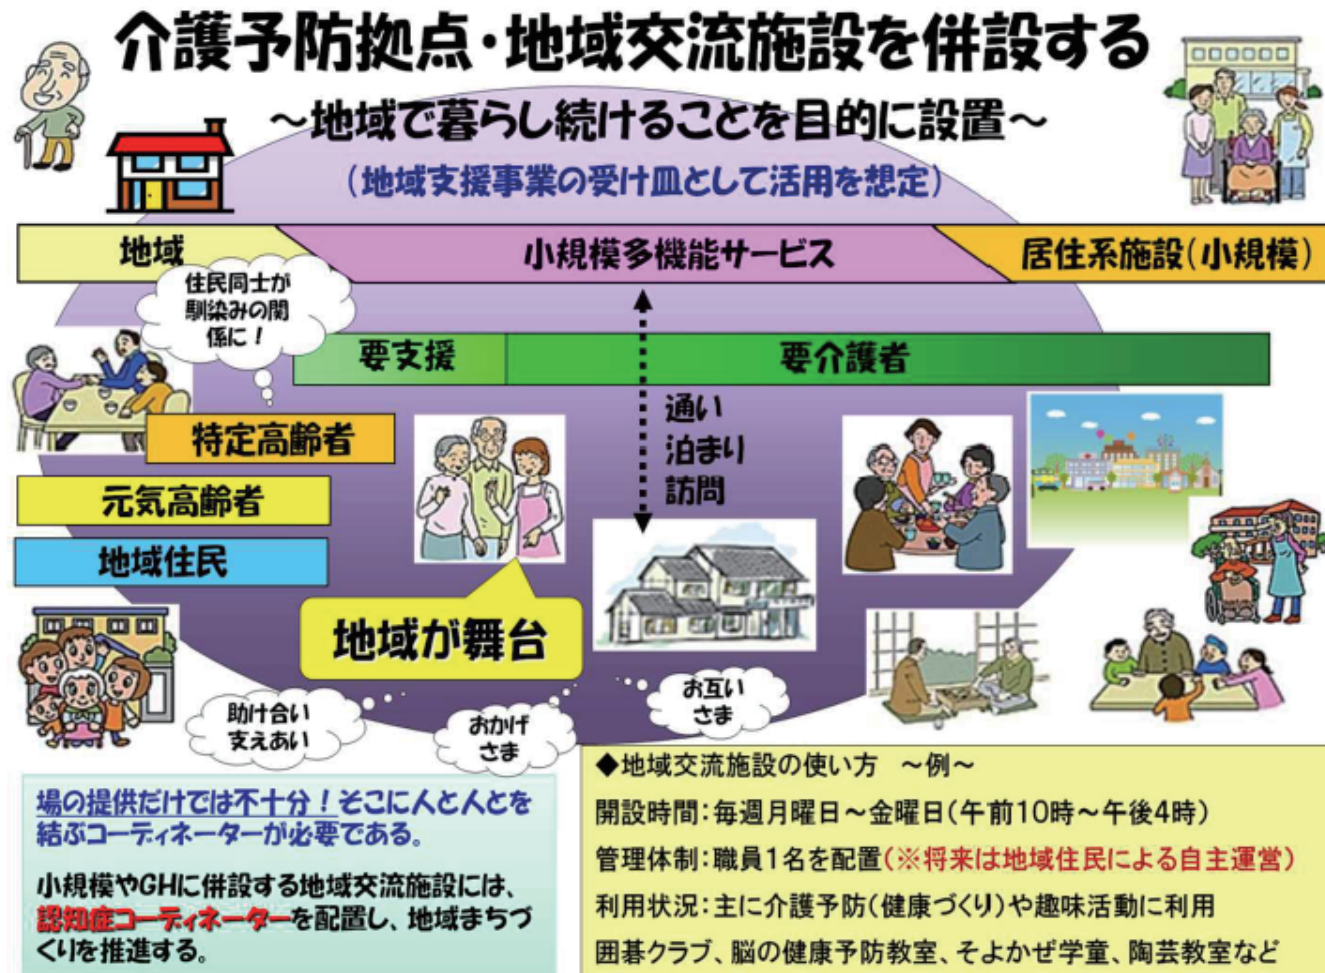 介護予防拠点・地域交流施設を併設する
～地域で暮らし続けることを目的に設置～
(地域支援事業の受け皿として活用を想定)
地域
小規模多機能サービス
居住系施設(小規模)
住民同士が
馴染みの関
係に！
要支援
要介護者
通い
泊まり
訪問
特定高齢者
元気高齢者
地域住民
地域が舞台
助け合い
支えあい
おかげ
さま
お互い
さま
場の提供だけでは不十分！そこに人と人とを
結ぶコーディネーターが必要である。
小規模やGHに併設する地域交流施設には、
認知症コーディネーターを配置し、地域まちづ
くりを推進する。
◆地域交流施設の使い方　～例～
開設時間：毎週月曜日～金曜日(午前10時～午後4時)
管理体制：職員1名を配置(※将来は地域住民による自主運営)
利用状況：主に介護予防(健康づくり)や趣味活動に利用
囲碁クラブ、脳の健康予防教室、そよかぜ学童、陶芸教室など